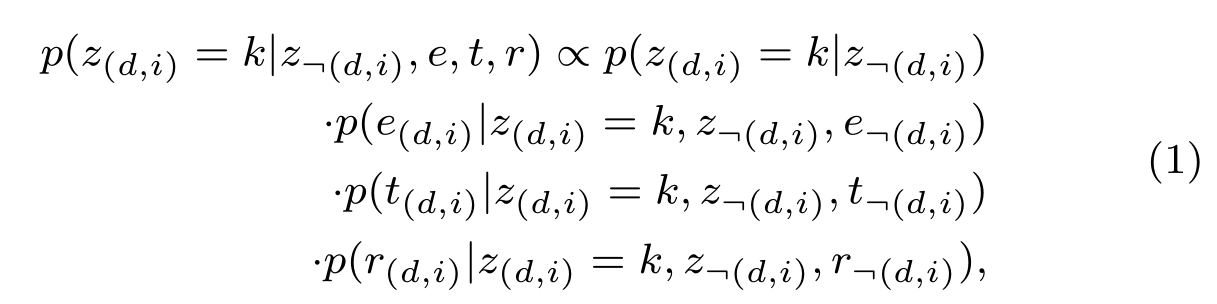 p(z_{(d,i)} = k|z_{¬(d,i)}, e, t, r) ∝ p(z_{(d,i)} = k|z_{¬(d,i)})
·p(e_{(d,i)}|z_{(d,i)} = k, z_{¬(d,i)}, e_{¬(d,i)})
(1)
·p(t_{(d,i)}|z_{(d,i)} = k, z_{¬(d,i)}, t_{¬(d,i)})
·p(r_{(d,i)}|z_{(d,i)} = k, z_{¬(d,i)}, r_{¬(d,i)}),